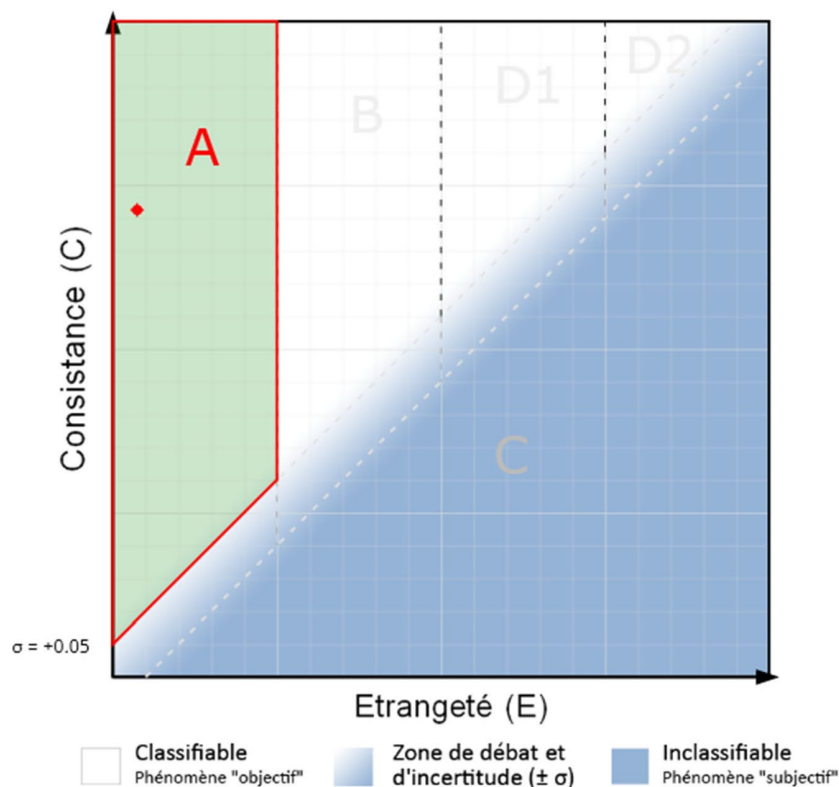 A
B
D1
D2
C
Consistance (C)
σ = +0.05
Etrangeté (E)
Classifiable
Phénomène "objectif"
Zone de débat et
d'incertitude (± σ)
Inclassifiable
Phénomène "subjectif"